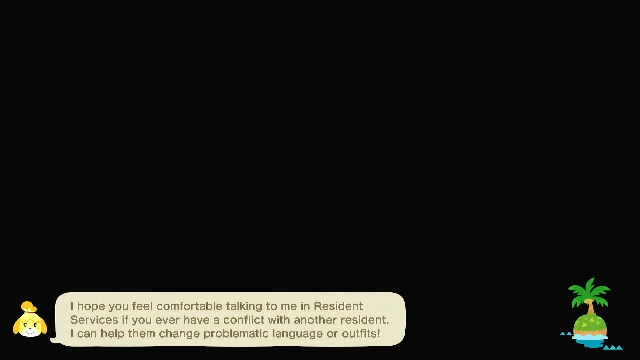 I hope you feel comfortable talking to me in Resident
Services if you ever have a conflict with another resident.
I can help them change problematic language or outfits!